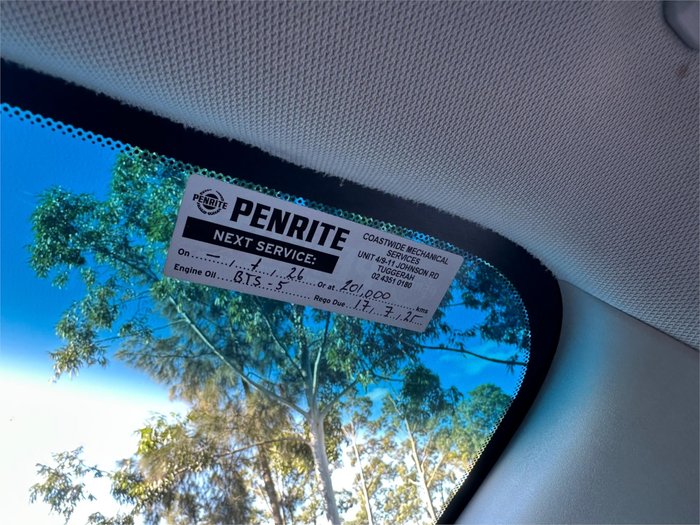 PENRITE
PENRITE
NEXT SERVICE:
COASTWIDE MECHANICAL
SERVICES
UNIT 4/9-11 JOHNSON RD
TUGGERAH
02 4351 0180
On – / 1 / 26 Or at 201,000 kms
Engine Oil BTS-5 Rego Due 17 / 7 / 25